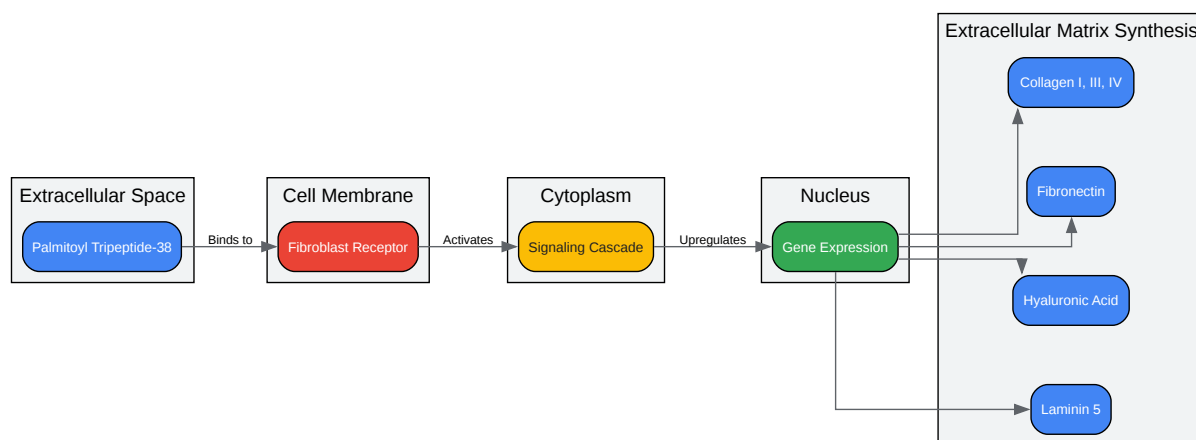 Extracellular Space
Palmitoyl Tripeptide-38
Binds to
Cell Membrane
Fibroblast Receptor
Activates
Cytoplasm
Signaling Cascade
Upregulates
Nucleus
Gene Expression
Extracellular Matrix Synthesis
Collagen I, III, IV
Fibronectin
Hyaluronic Acid
Laminin 5